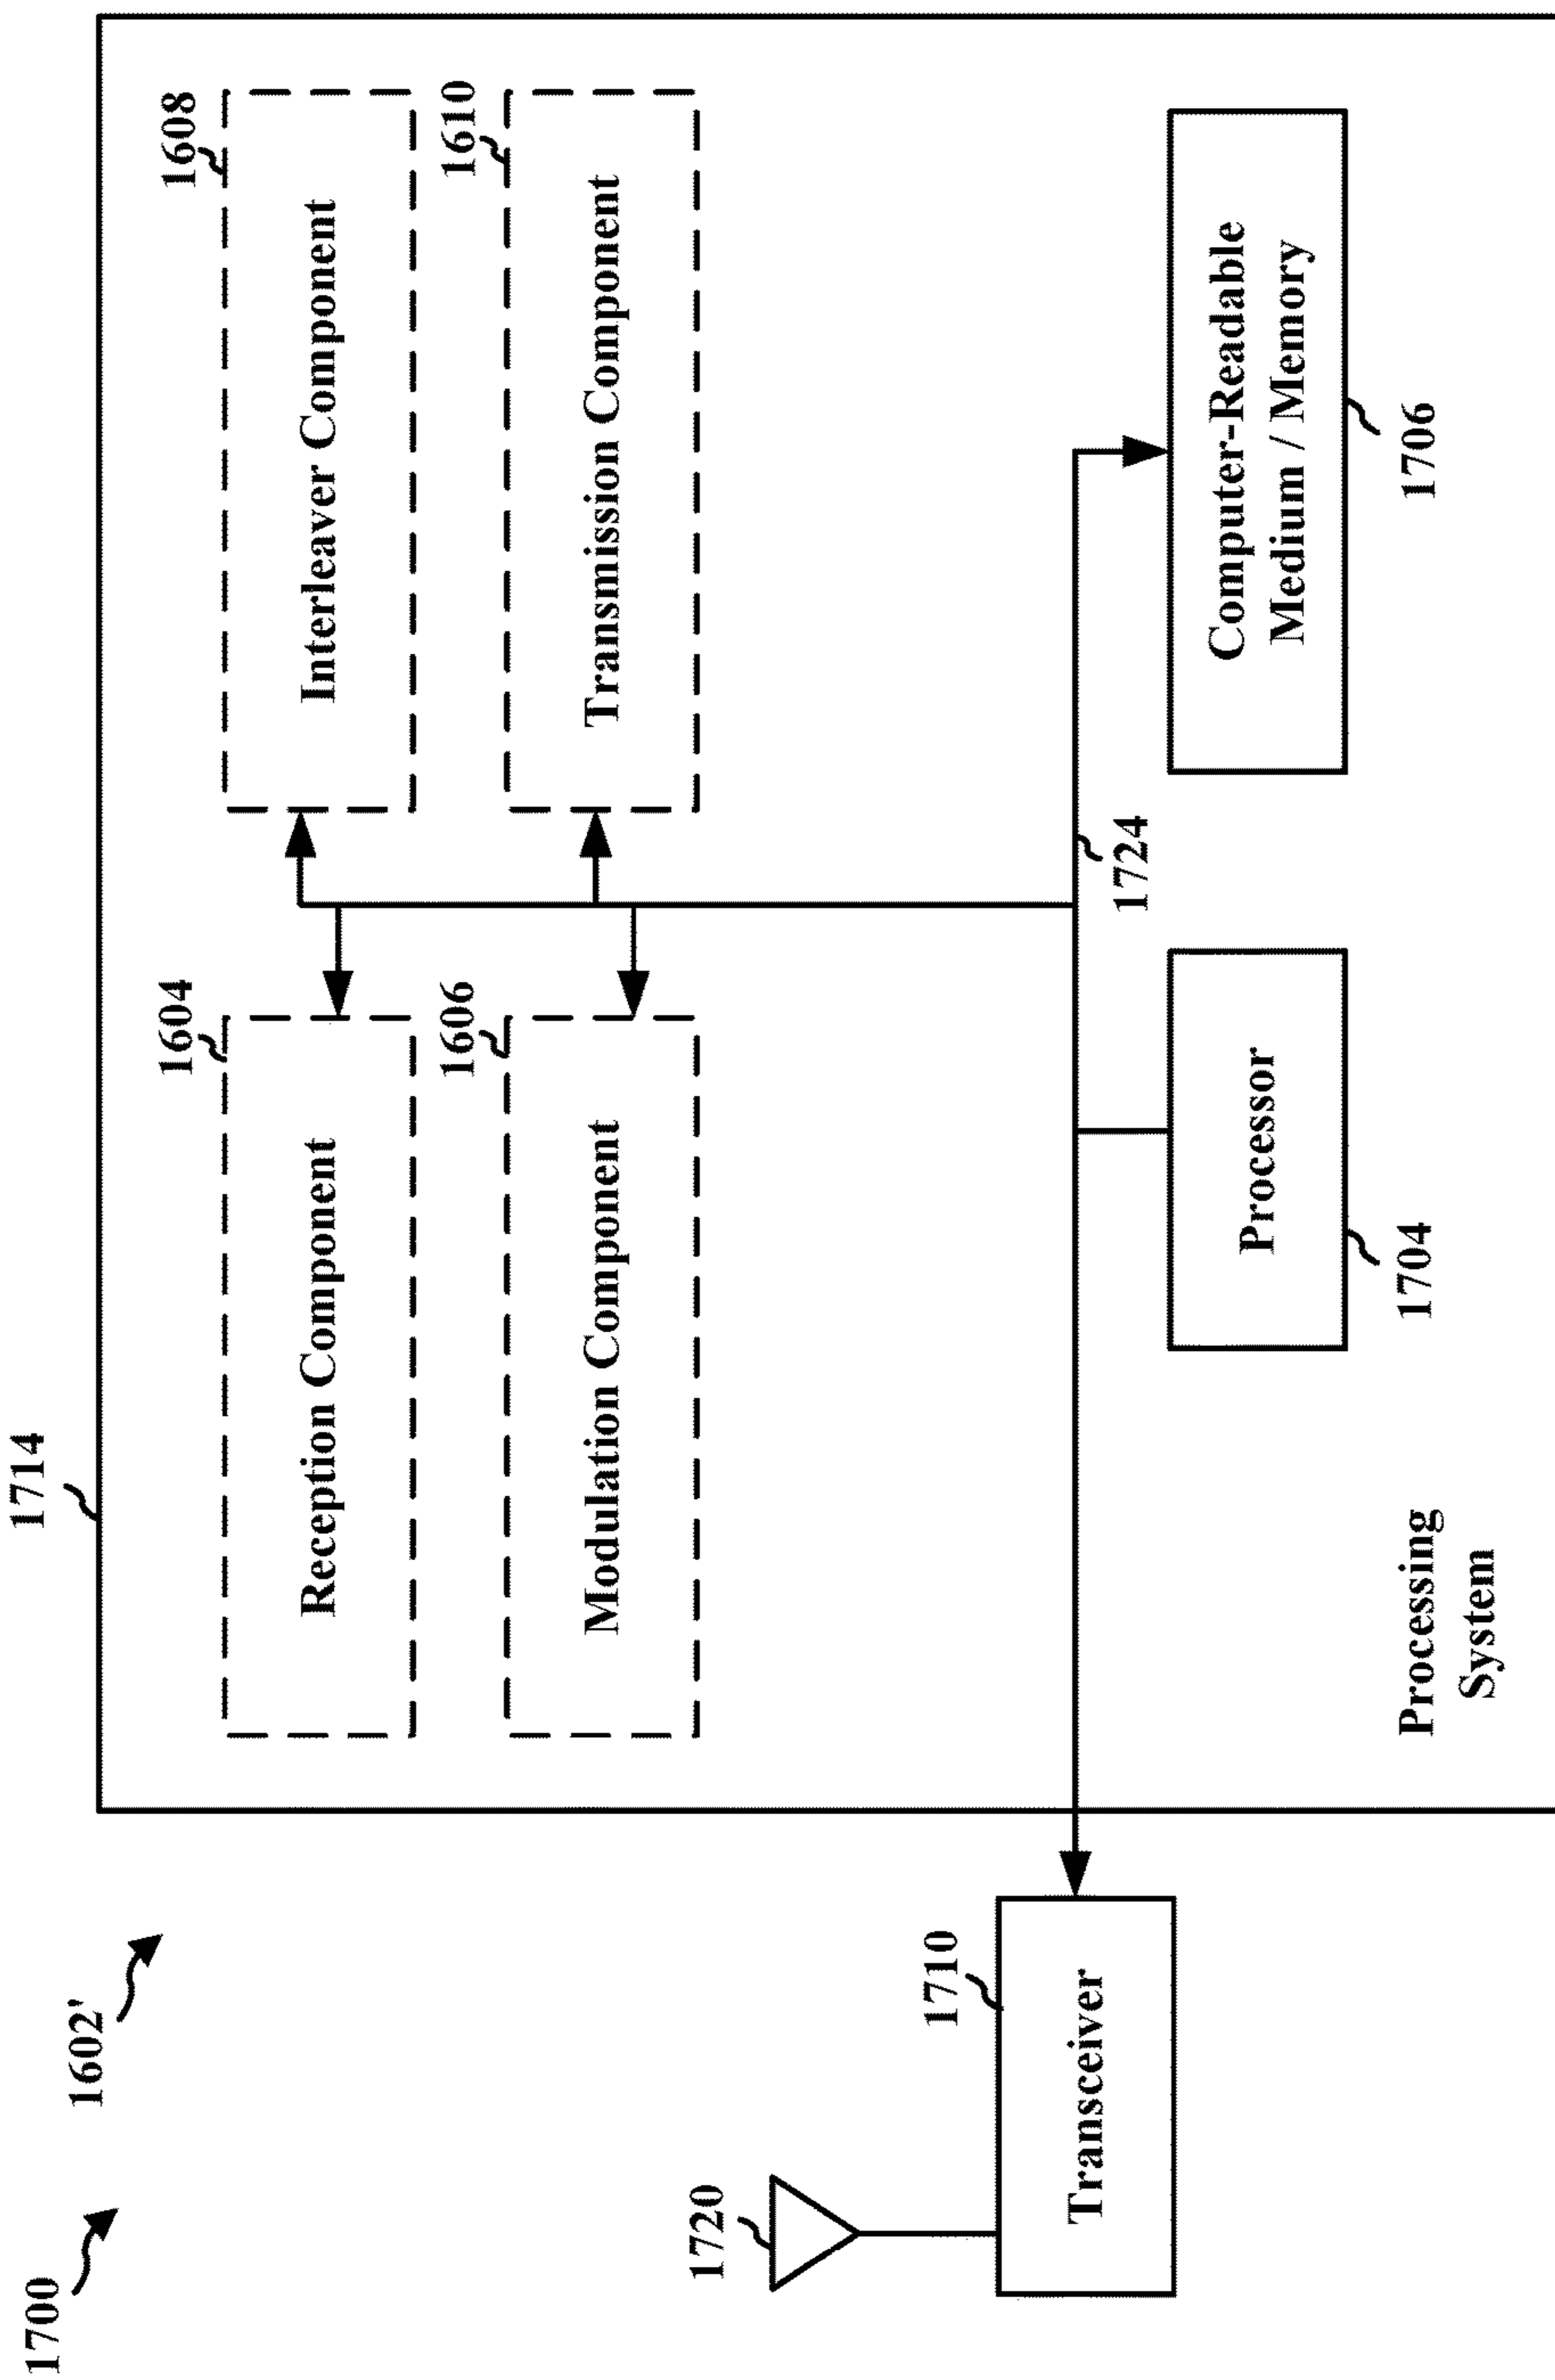 1700
1602'
1714
1604
Reception Component
1608
Interleaver Component
1606
Modulation Component
1610
Transmission Component
1720
1710
Transceiver
1724
Processor
1704
Computer-Readable
Medium / Memory
1706
Processing
System